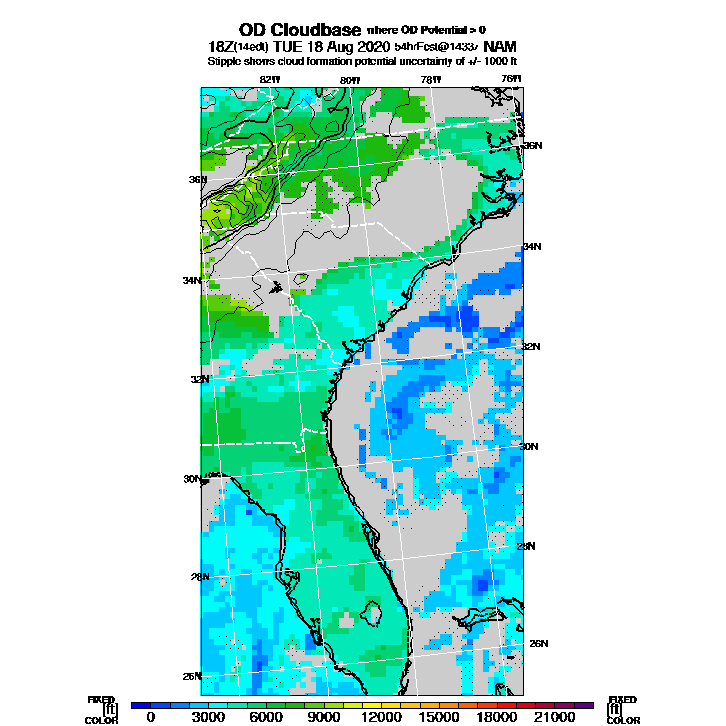 OD Cloudbase where OD Potential > 0
18Z(14edt) TUE 18 Aug 2020 54hrFcst@1433z NAM
Stipple shows cloud formation potential uncertainty of +/- 1000 ft
82W 80W 78W 76W
36N
36N
34N
34N
32N
32N
30N
30N
28N
28N
26N
26N
FIXED FIXED
[ft] [ft]
COLOR COLOR
0 3000 6000 9000 12000 15000 18000 21000